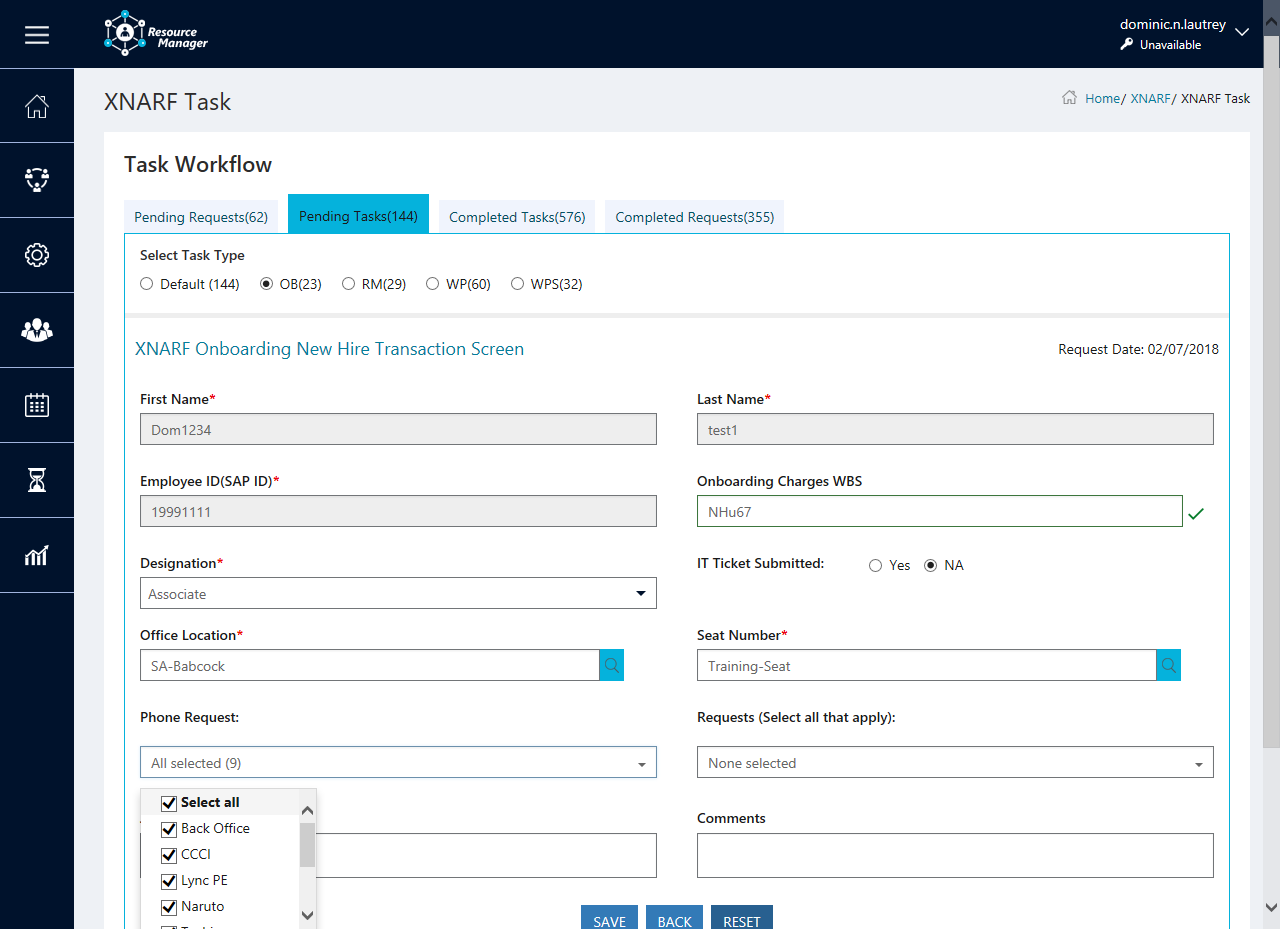 Resource
Manager
dominic.n.lautrey
Unavailable
XNARF Task
Home/ XNARF/ XNARF Task
Task Workflow
Pending Requests(62)
Pending Tasks(144)
Completed Tasks(576)
Completed Requests(355)
Select Task Type
Default (144)
OB(23)
RM(29)
WP(60)
WPS(32)
XNARF Onboarding New Hire Transaction Screen
Request Date: 02/07/2018
First Name*
Last Name*
Dom1234
test1
Employee ID(SAP ID)*
Onboarding Charges WBS
19991111
NHu67
Designation*
IT Ticket Submitted:
Yes
NA
Associate
Office Location*
Seat Number*
SA-Babcock
Training-Seat
Phone Request:
Requests (Select all that apply):
All selected (9)
None selected
Select all
Back Office
CCCI
Lync PE
Naruto
Comments
SAVE
BACK
RESET